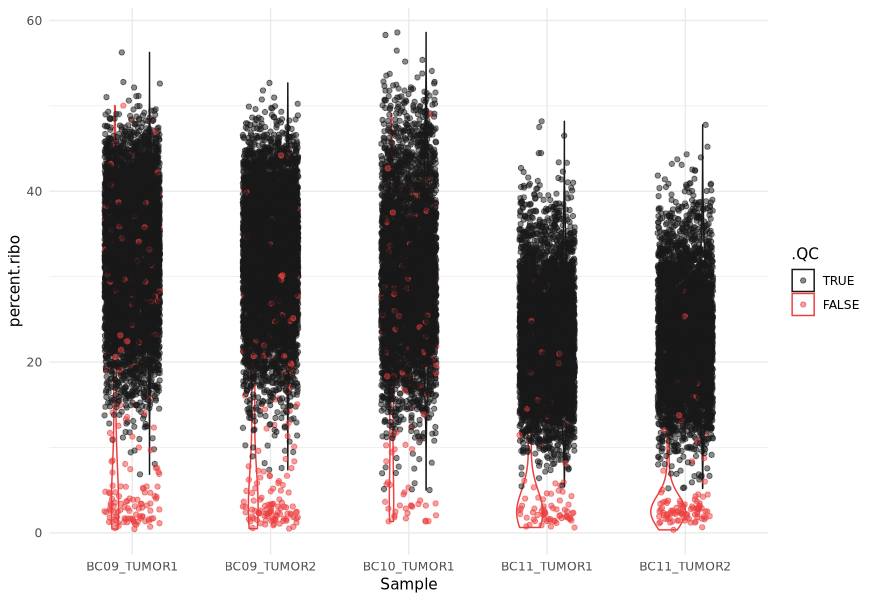 60
40
20
0
percent.ribo
BC09_TUMOR1 BC09_TUMOR2 BC10_TUMOR1 BC11_TUMOR1 BC11_TUMOR2
Sample
.QC
TRUE
FALSE